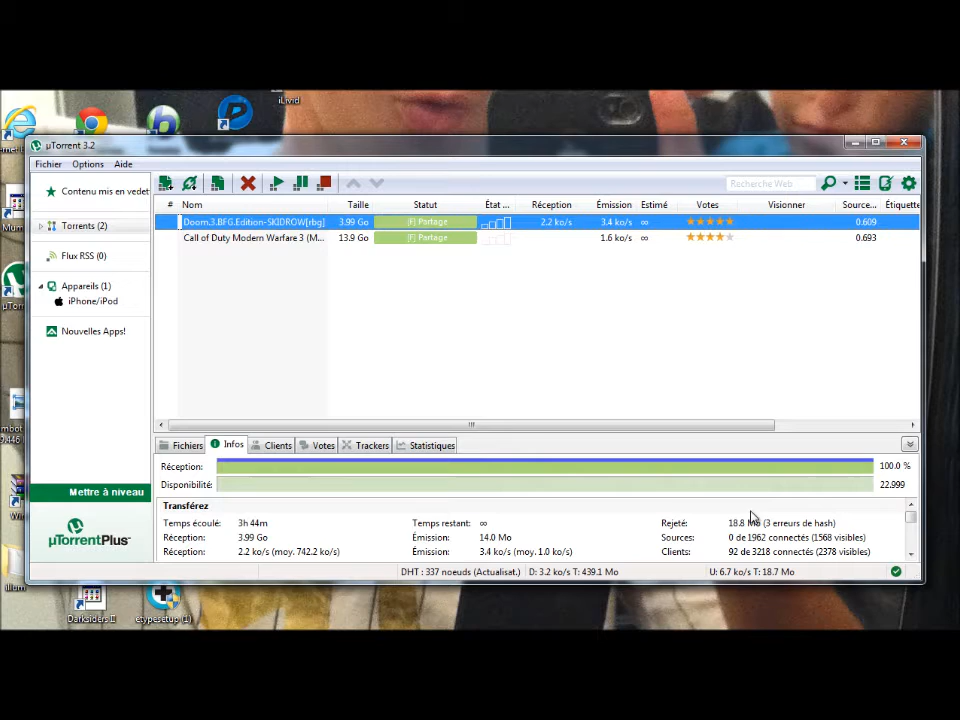 iLivid
µTorrent 3.2
Fichier Options Aide
Recherche Web
Contenu mis en vedet
Torrents (2)
Flux RSS (0)
Appareils (1)
iPhone/iPod
Nouvelles Apps!
Mettre à niveau
µTorrentPlus™
# Nom Taille Statut État ... Réception Émission Estimé Votes Visionner Source... Étiquette
Doom.3.BFG.Edition-SKIDROW[rbg] 3.99 Go [F] Partage 2.2 ko/s 3.4 ko/s ∞ 0.609
Call of Duty Modern Warfare 3 (M... 13.9 Go [F] Partage 1.6 ko/s ∞ 0.693
Fichiers Infos Clients Votes Trackers Statistiques
Réception: 100.0 %
Disponibilité: 22.999
Transférez
Temps écoulé: 3h 44m Temps restant: ∞ Rejeté: 18.8 Mo (3 erreurs de hash)
Réception: 3.99 Go Émission: 14.0 Mo Sources: 0 de 1962 connectés (1568 visibles)
Réception: 2.2 ko/s (moy. 742.2 ko/s) Émission: 3.4 ko/s (moy. 1.0 ko/s) Clients: 92 de 3218 connectés (2378 visibles)
DHT : 337 noeuds (Actualisat.) D: 3.2 ko/s T: 439.1 Mo U: 6.7 ko/s T: 18.7 Mo
Darksiders II etypesetup (1)